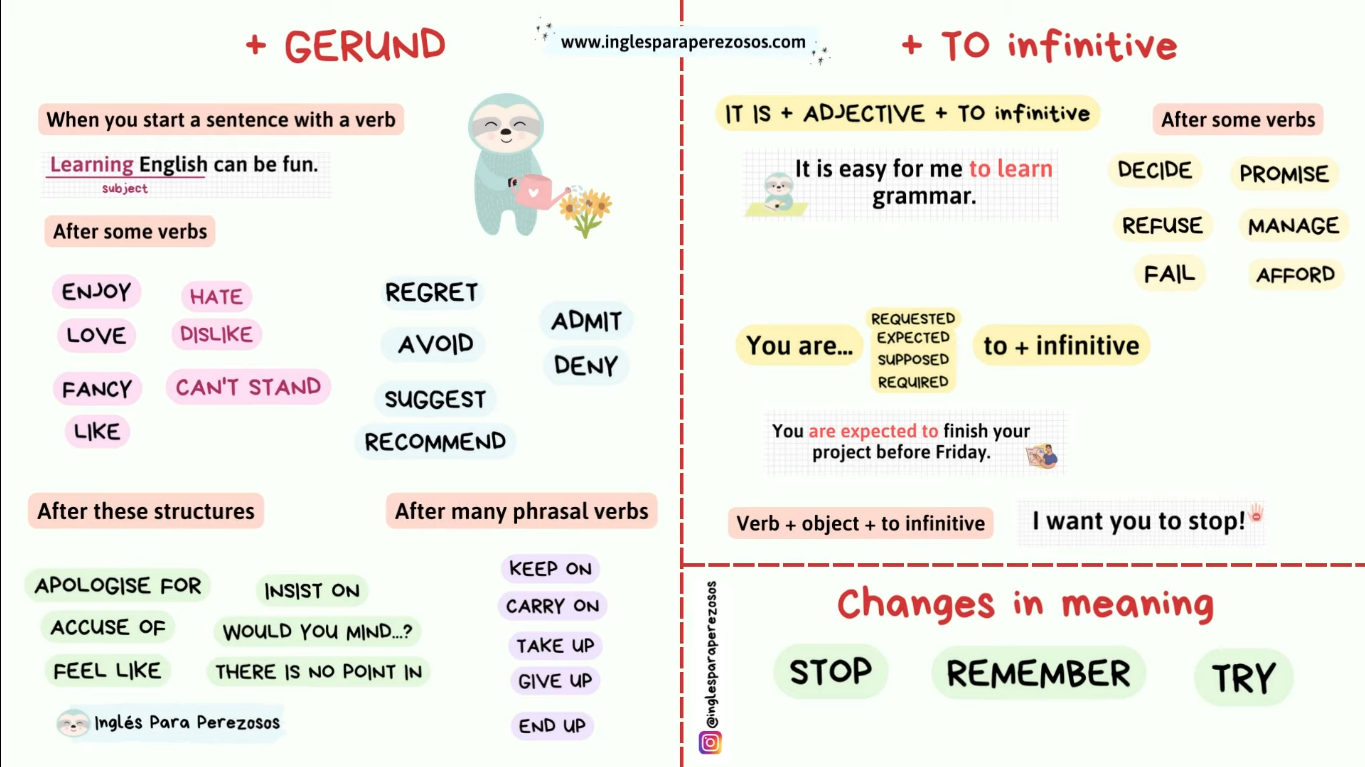 + GERUND
www.inglesparaperezosos.com
+ TO infinitive
When you start a sentence with a verb
Learning English can be fun.
subject
After some verbs
ENJOY
LOVE
FANCY
LIKE
HATE
DISLIKE
CAN'T STAND
REGRET
AVOID
SUGGEST
RECOMMEND
ADMIT
DENY
After these structures
APOLOGISE FOR
ACCUSE OF
FEEL LIKE
INSIST ON
WOULD YOU MIND...?
THERE IS NO POINT IN
After many phrasal verbs
KEEP ON
CARRY ON
TAKE UP
GIVE UP
END UP
Inglés Para Perezosos
IT IS + ADJECTIVE + TO infinitive
It is easy for me to learn
grammar.
After some verbs
DECIDE
PROMISE
REFUSE
MANAGE
FAIL
AFFORD
You are...
REQUESTED
EXPECTED
SUPPOSED
REQUIRED
to + infinitive
You are expected to finish your
project before Friday.
Verb + object + to infinitive
I want you to stop!
Changes in meaning
STOP
REMEMBER
TRY
@inglesparaperezosos